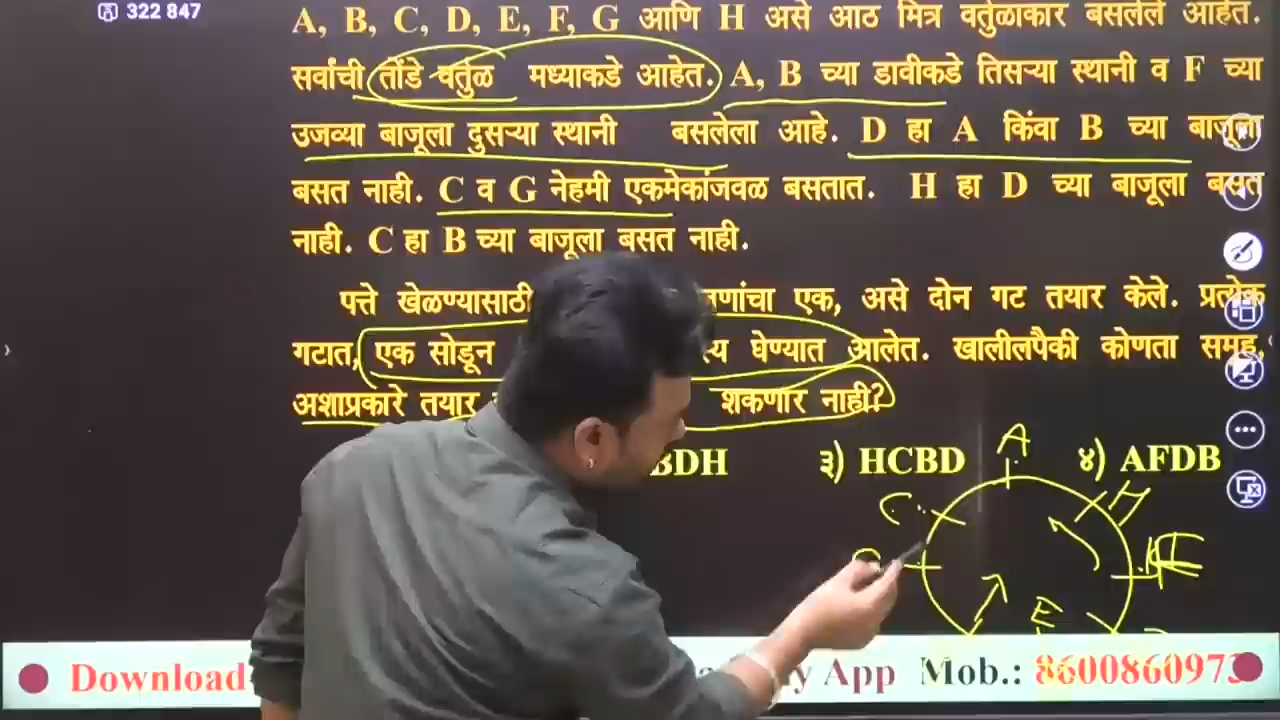 322 847
A, B, C, D, E, F, G आणि H असे आठ मित्र वर्तुळाकार बसलेले आहेत.
सर्वांची तोंडे वर्तुळ मध्याकडे आहेत. A, B च्या डावीकडे तिसऱ्या स्थानी व F च्या
उजव्या बाजूला दुसऱ्या स्थानी बसलेला आहे. D हा A किंवा B च्या बाजूला
बसत नाही. C व G नेहमी एकमेकांजवळ बसतात. H हा D च्या बाजूला बसत
नाही. C हा B च्या बाजूला बसत नाही.
पत्ते खेळण्यासाठी एक, असे दोन गट तयार केले. प्रत्येक
गटात, एक सोडून घेण्यात आलेत. खालीलपैकी कोणता समूह,
अशाप्रकारे तयार शकणार नाही?
BDH ३) HCBD ४) AFDB
A
C H
E
Download App Mob.: 8600860973